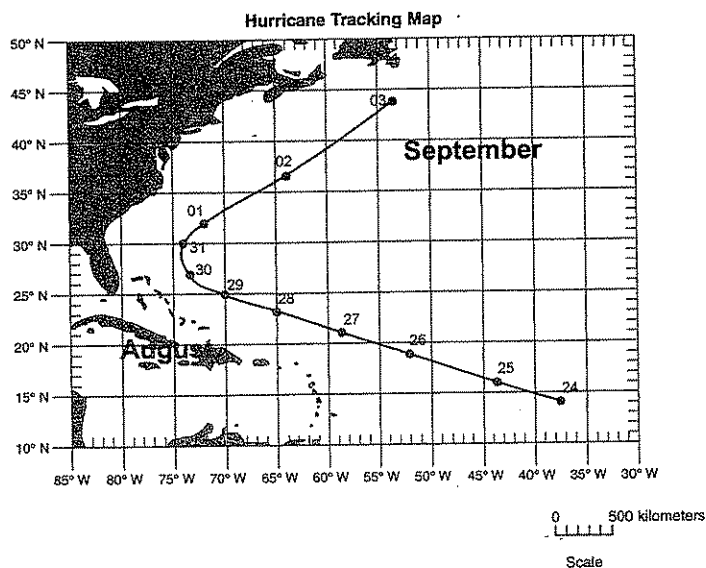 Hurricane Tracking Map
50° N
45° N
40° N
35° N
30° N
25° N
20° N
15° N
10° N
03
September
02
01
31
30
29
28
27
26
25
24
August
85° W 80° W 75° W 70° W 65° W 60° W 55° W 50° W 45° W 40° W 35° W 30° W
0 500 kilometers
Scale